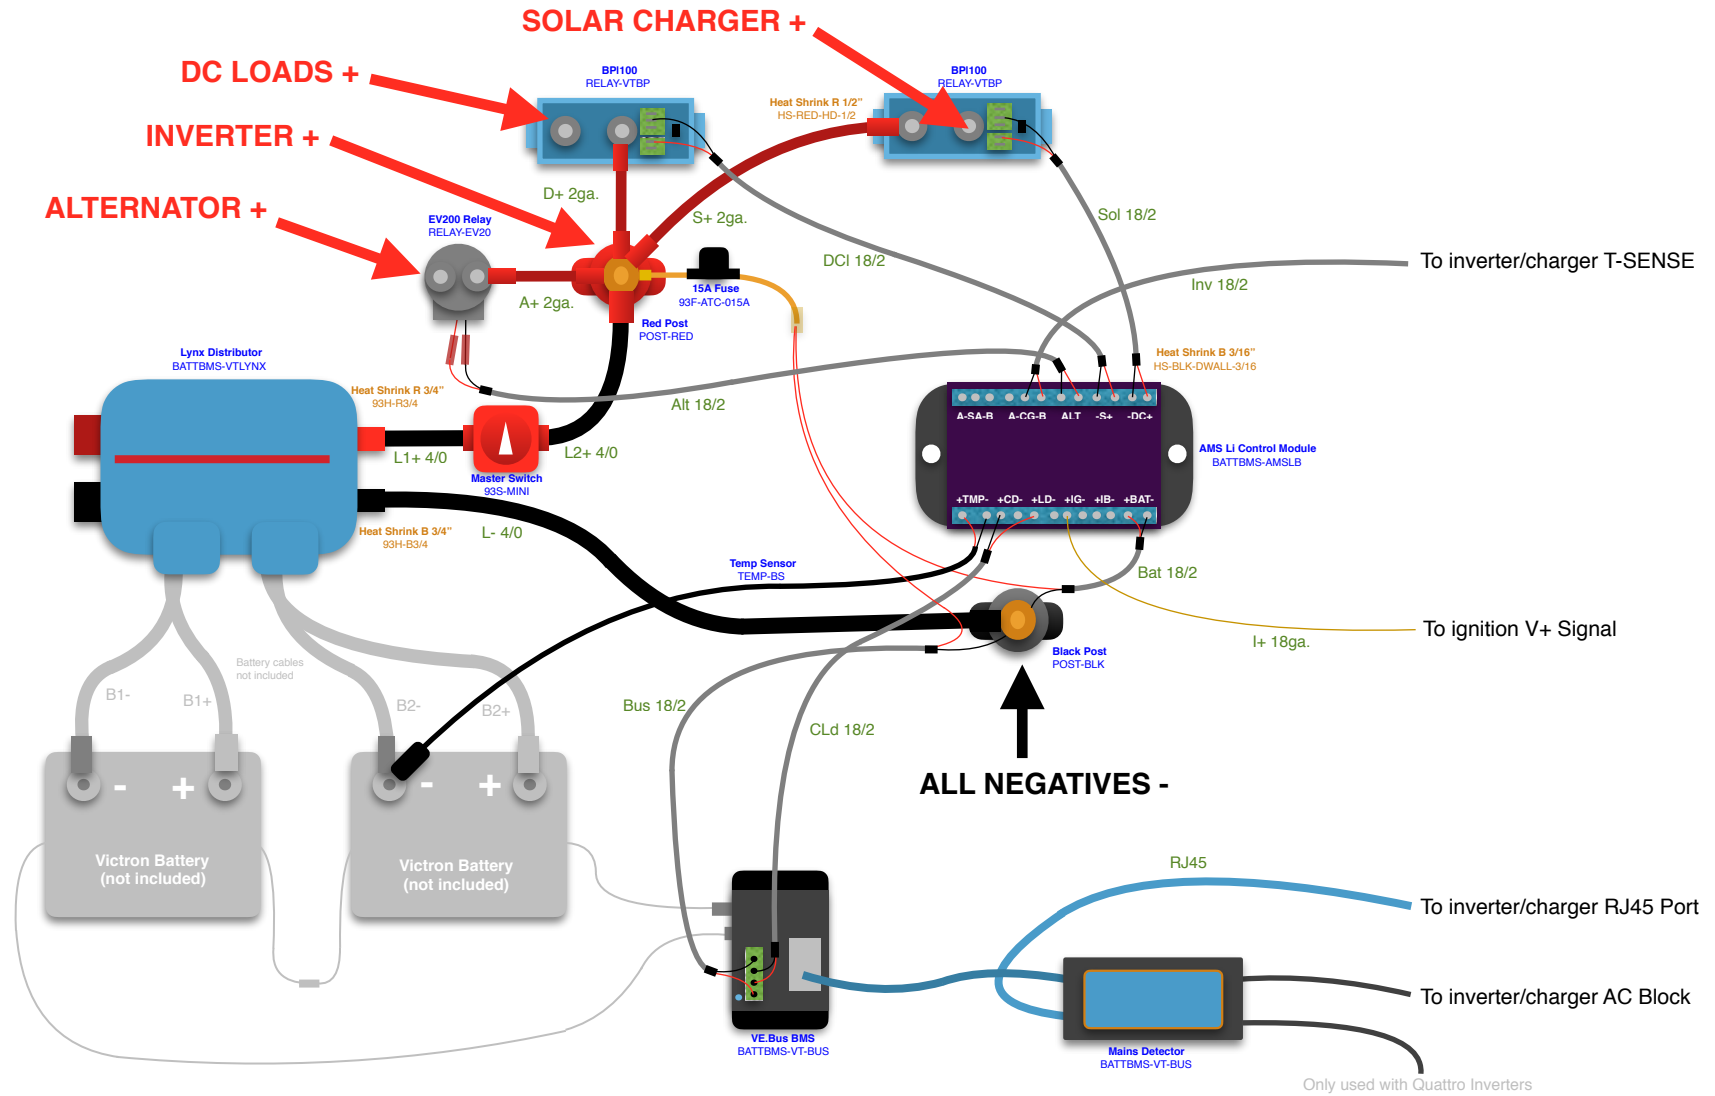 SOLAR CHARGER +
DC LOADS +
BPI100
RELAY-VTBP
BPI100
RELAY-VTBP
Heat Shrink R 1/2"
HS-RED-HD-1/2
INVERTER +
D+ 2ga.
S+ 2ga.
Sol 18/2
ALTERNATOR +
EV200 Relay
RELAY-EV20
DCl 18/2
To inverter/charger T-SENSE
Inv 18/2
A+ 2ga.
15A Fuse
93F-ATC-015A
Red Post
POST-RED
Lynx Distributor
BATTBMS-VTLYNX
Heat Shrink B 3/16"
HS-BLK-DWALL-3/16
Heat Shrink R 3/4"
93H-R3/4
Alt 18/2
A-SA-B A-CG-B ALT -S+ -DC+
L1+ 4/0
L2+ 4/0
AMS Li Control Module
BATTBMS-AMSLB
Master Switch
93S-MINI
+TMP- +CD- +LD- +IG- +IB- +BAT-
Heat Shrink B 3/4"
93H-B3/4
L- 4/0
Temp Sensor
TEMP-BS
Bat 18/2
To ignition V+ Signal
I+ 18ga.
Black Post
POST-BLK
Battery cables
not included
B1-
B1+
B2-
B2+
Bus 18/2
CLd 18/2
ALL NEGATIVES -
- +
- +
Victron Battery
(not included)
Victron Battery
(not included)
RJ45
To inverter/charger RJ45 Port
To inverter/charger AC Block
VE.Bus BMS
BATTBMS-VT-BUS
Mains Detector
BATTBMS-VT-BUS
Only used with Quattro Inverters